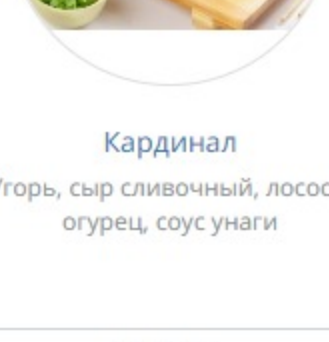 Кардинал
Угорь, сыр сливочный, лосос
огурец, соус унаги